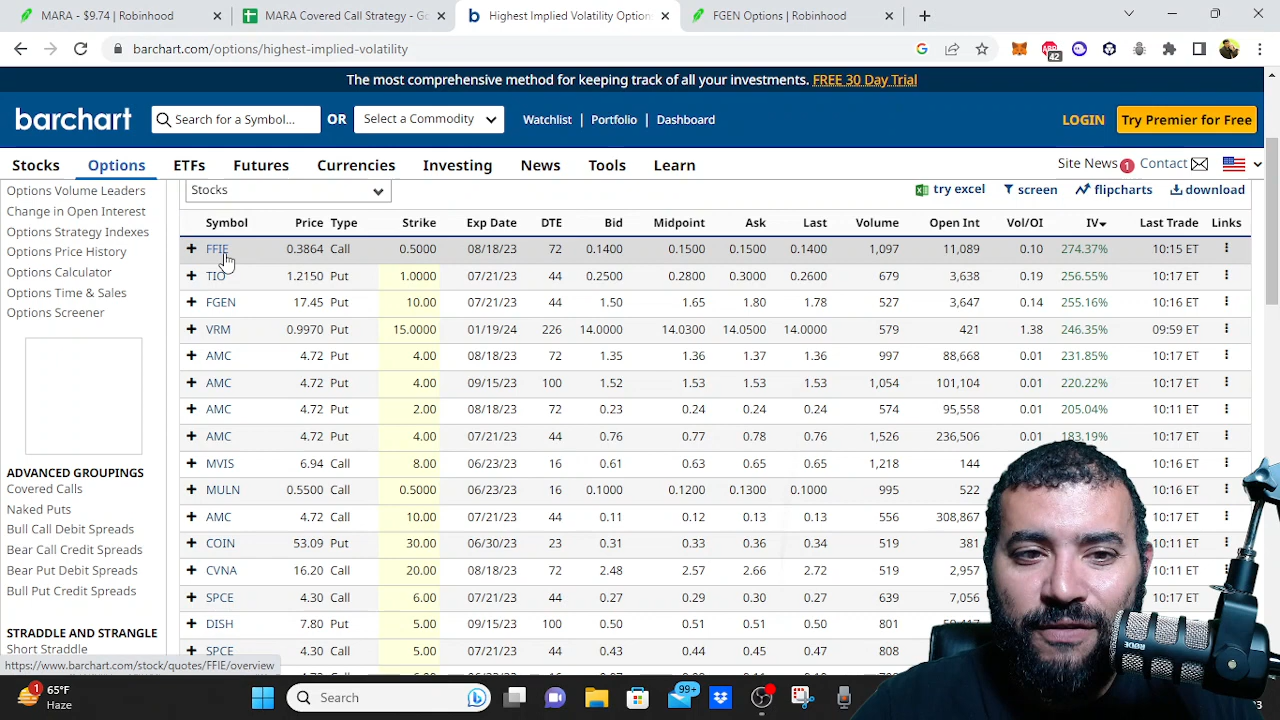 MARA - $9.74 | Robinhood
MARA Covered Call Strategy - Go
Highest Implied Volatility Option
FGEN Options | Robinhood
barchart.com/options/highest-implied-volatility
42
The most comprehensive method for keeping track of all your investments. FREE 30 Day Trial
barchart
Search for a Symbol...
OR
Select a Commodity
Watchlist | Portfolio | Dashboard
LOGIN
Try Premier for Free
Stocks Options ETFs Futures Currencies Investing News Tools Learn
Site News 1 Contact
Options Volume Leaders
Change in Open Interest
Options Strategy Indexes
Options Price History
Options Calculator
Options Time & Sales
Options Screener
ADVANCED GROUPINGS
Covered Calls
Naked Puts
Bull Call Debit Spreads
Bear Call Credit Spreads
Bear Put Debit Spreads
Bull Put Credit Spreads
STRADDLE AND STRANGLE
Short Straddle
Stocks
try excel screen flipcharts download
Symbol Price Type Strike Exp Date DTE Bid Midpoint Ask Last Volume Open Int Vol/OI IV Last Trade Links
FFIE 0.3864 Call 0.5000 08/18/23 72 0.1400 0.1500 0.1500 0.1400 1,097 11,089 0.10 274.37% 10:15 ET
TIO 1.2150 Put 1.0000 07/21/23 44 0.2500 0.2800 0.3000 0.2600 679 3,638 0.19 256.55% 10:17 ET
FGEN 17.45 Put 10.00 07/21/23 44 1.50 1.65 1.80 1.78 527 3,647 0.14 255.16% 10:16 ET
VRM 0.9970 Put 15.0000 01/19/24 226 14.0000 14.0300 14.0500 14.0000 579 421 1.38 246.35% 09:59 ET
AMC 4.72 Put 4.00 08/18/23 72 1.35 1.36 1.37 1.36 997 88,668 0.01 231.85% 10:17 ET
AMC 4.72 Put 4.00 09/15/23 100 1.52 1.53 1.53 1.53 1,054 101,104 0.01 220.22% 10:17 ET
AMC 4.72 Put 2.00 08/18/23 72 0.23 0.24 0.24 0.24 574 95,558 0.01 205.04% 10:11 ET
AMC 4.72 Put 4.00 07/21/23 44 0.76 0.77 0.78 0.76 1,526 236,506 0.01 183.19% 10:17 ET
MVIS 6.94 Call 8.00 06/23/23 16 0.61 0.63 0.65 0.65 1,218 144 10:16 ET
MULN 0.5500 Call 0.5000 06/23/23 16 0.1000 0.1200 0.1300 0.1000 995 522 10:16 ET
AMC 4.72 Call 10.00 07/21/23 44 0.11 0.12 0.13 0.13 556 308,867 10:17 ET
COIN 53.09 Put 30.00 06/30/23 23 0.31 0.33 0.36 0.34 519 381 10:11 ET
CVNA 16.20 Call 20.00 08/18/23 72 2.48 2.57 2.66 2.72 519 2,957 10:11 ET
SPCE 4.30 Call 6.00 07/21/23 44 0.27 0.29 0.30 0.27 639 7,056
DISH 7.80 Put 5.00 09/15/23 100 0.50 0.51 0.51 0.50 801
SPCE 4.30 Call 5.00 07/21/23 44 0.43 0.44 0.45 0.43 808
https://www.barchart.com/stock/quotes/FFIE/overview
1
65°F
Haze
Search
99+
RODE